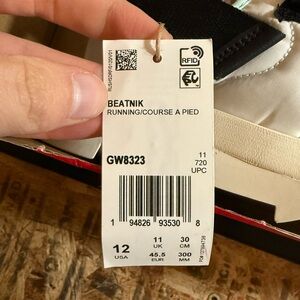 RFID
BEATNIK
RUNNING/COURSE A PIED
GW8323
11
720
UPC
1 94826 93530 8
12 11 30
USA UK CM
45.5 300
EUR MM